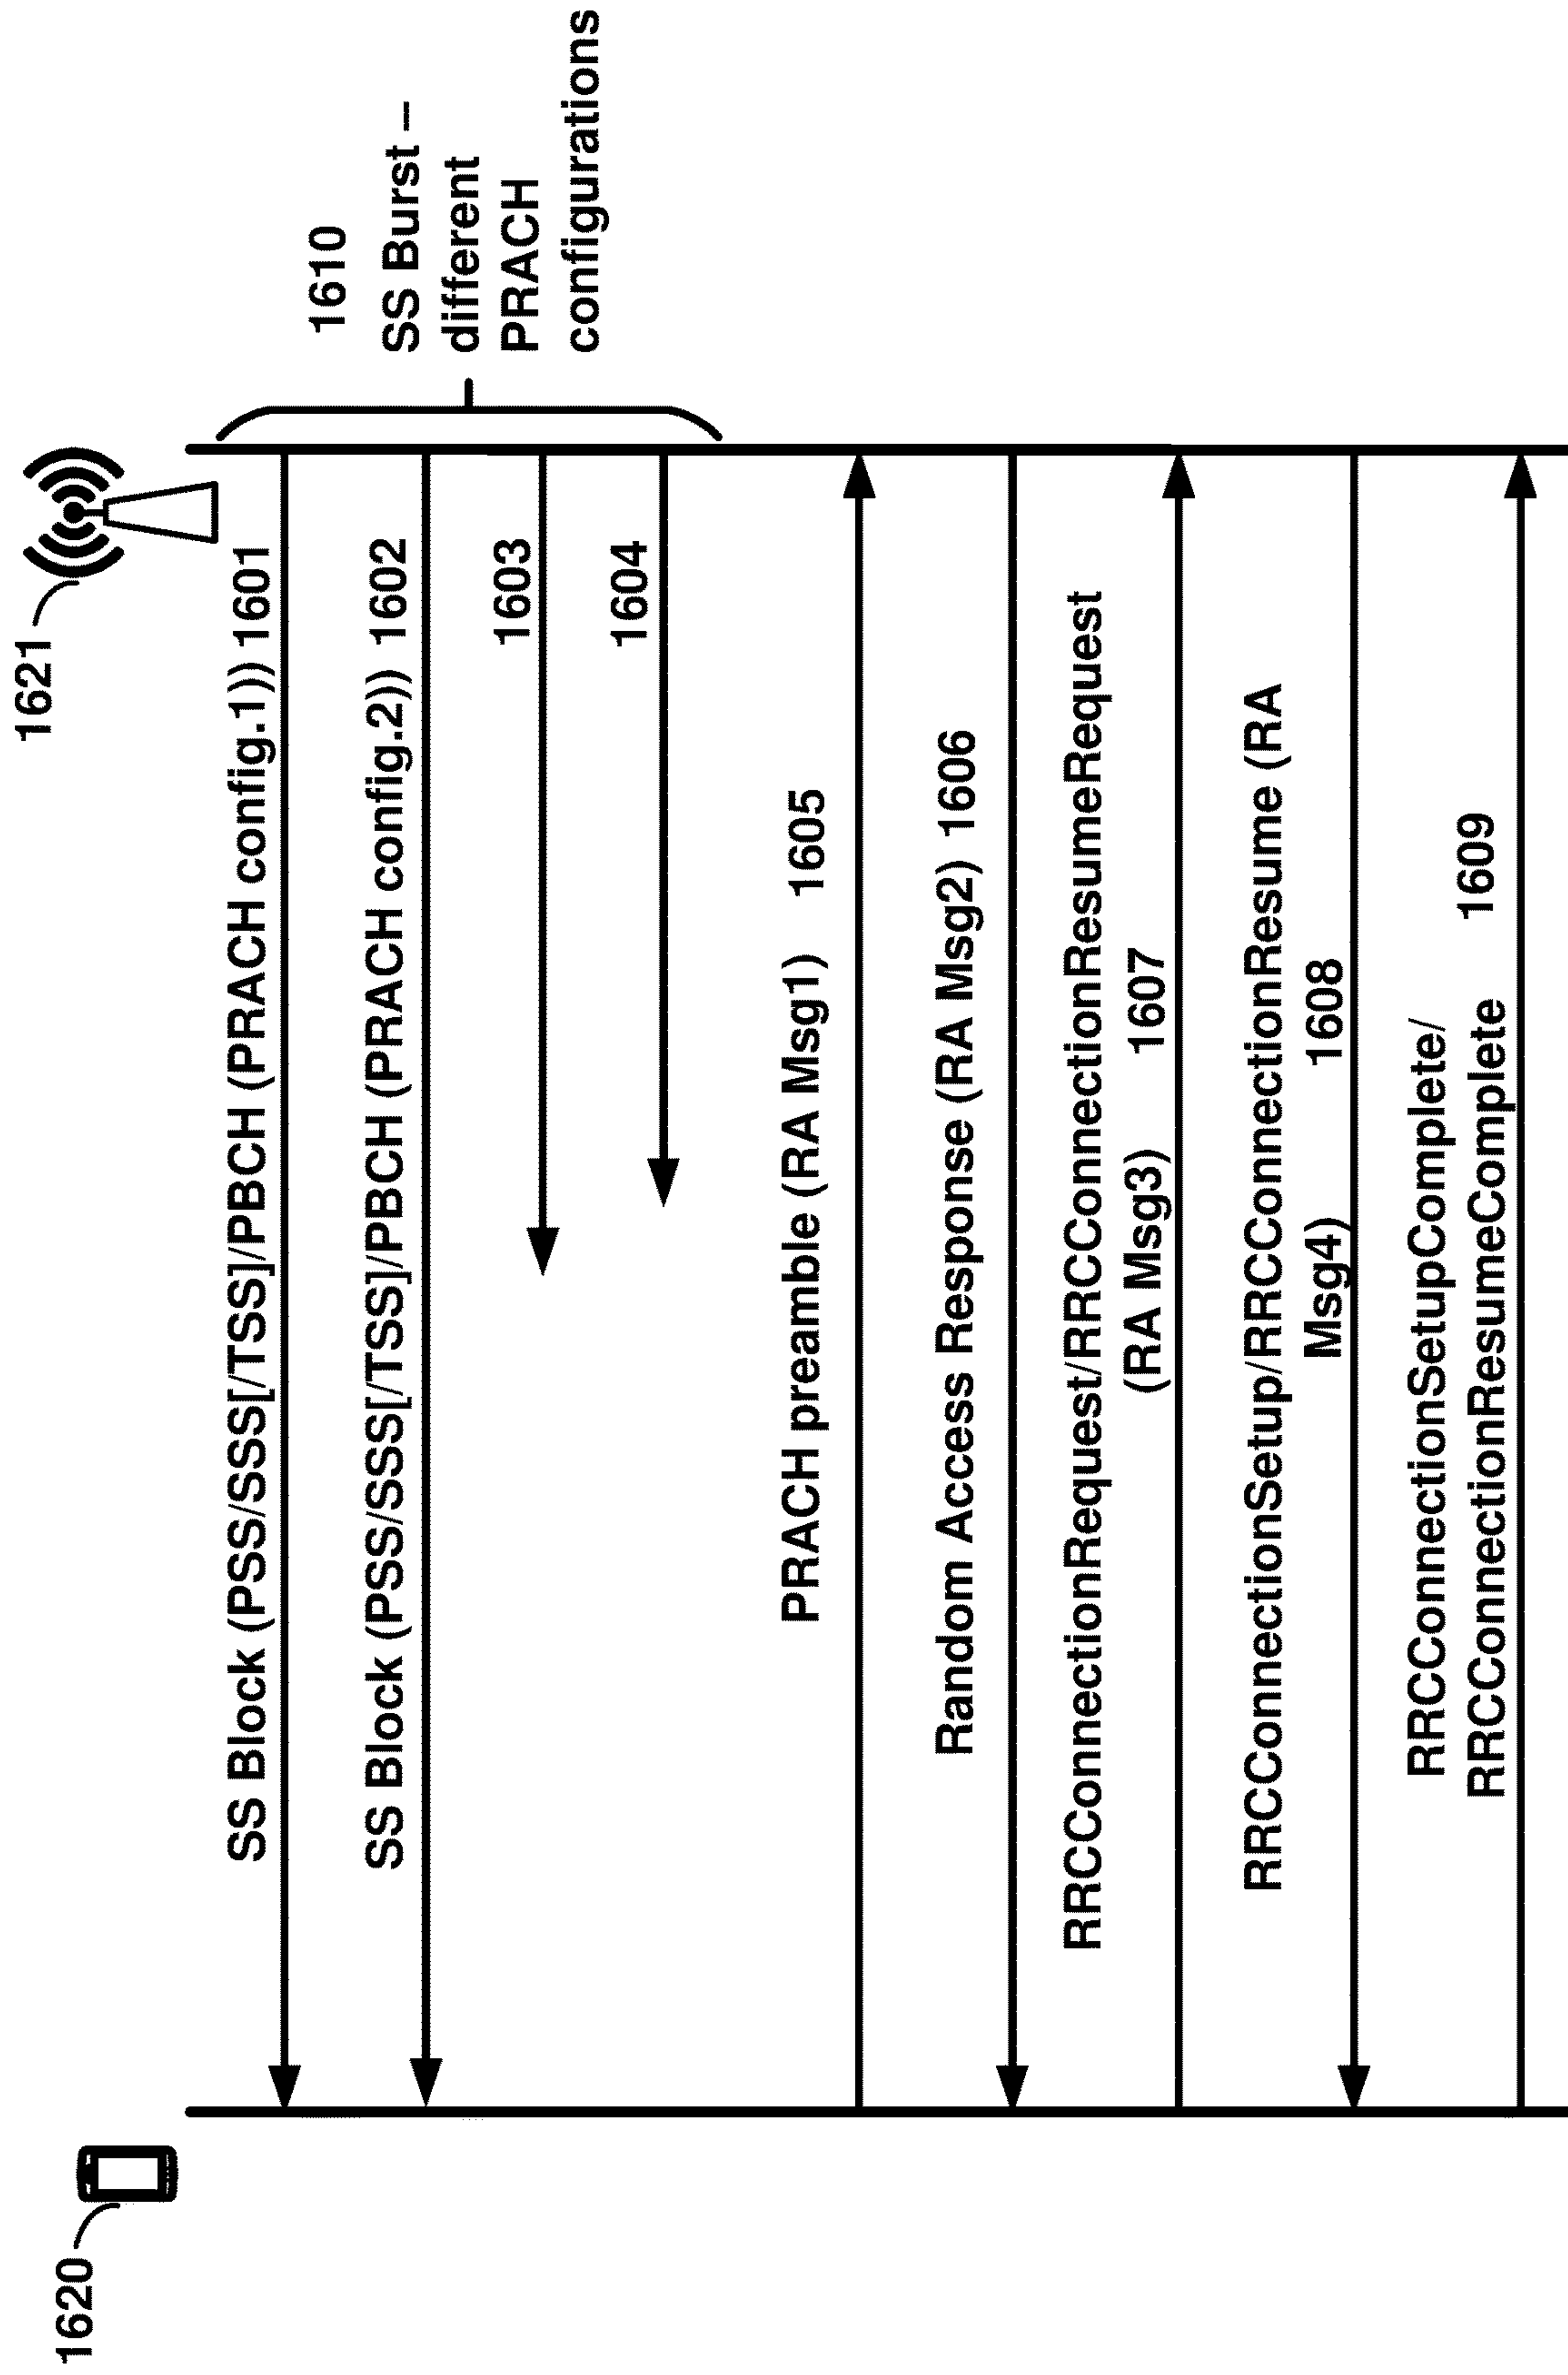 1620
1621
SS Block (PSS/SSS[/TSS]/PBCH (PRACH config.1)) 1601
SS Block (PSS/SSS[/TSS]/PBCH (PRACH config.2)) 1602
1603
1604
1610
SS Burst –
different
PRACH
configurations
PRACH preamble (RA Msg1) 1605
Random Access Response (RA Msg2) 1606
RRCConnectionRequest/RRCConnectionResumeRequest
(RA Msg3) 1607
RRCConnectionSetup/RRCConnectionResume (RA
Msg4) 1608
RRCConnectionSetupComplete/
RRCConnectionResumeComplete 1609